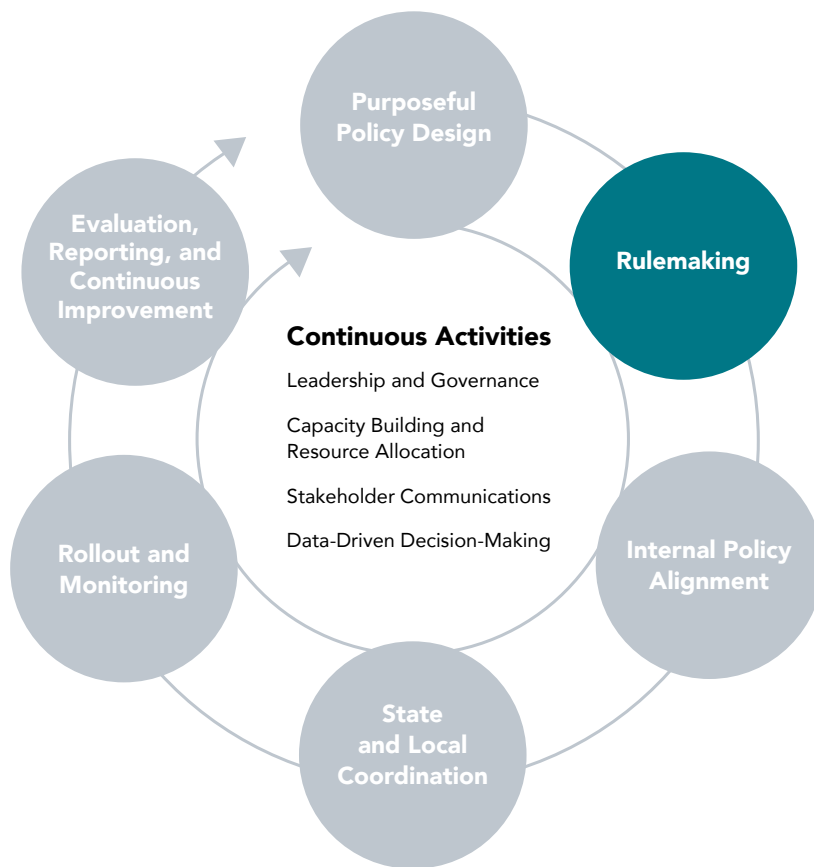 Purposeful
Policy Design
Rulemaking
Internal Policy
Alignment
State
and Local
Coordination
Rollout and
Monitoring
Evaluation,
Reporting, and
Continuous
Improvement
Continuous Activities
Leadership and Governance
Capacity Building and
Resource Allocation
Stakeholder Communications
Data-Driven Decision-Making